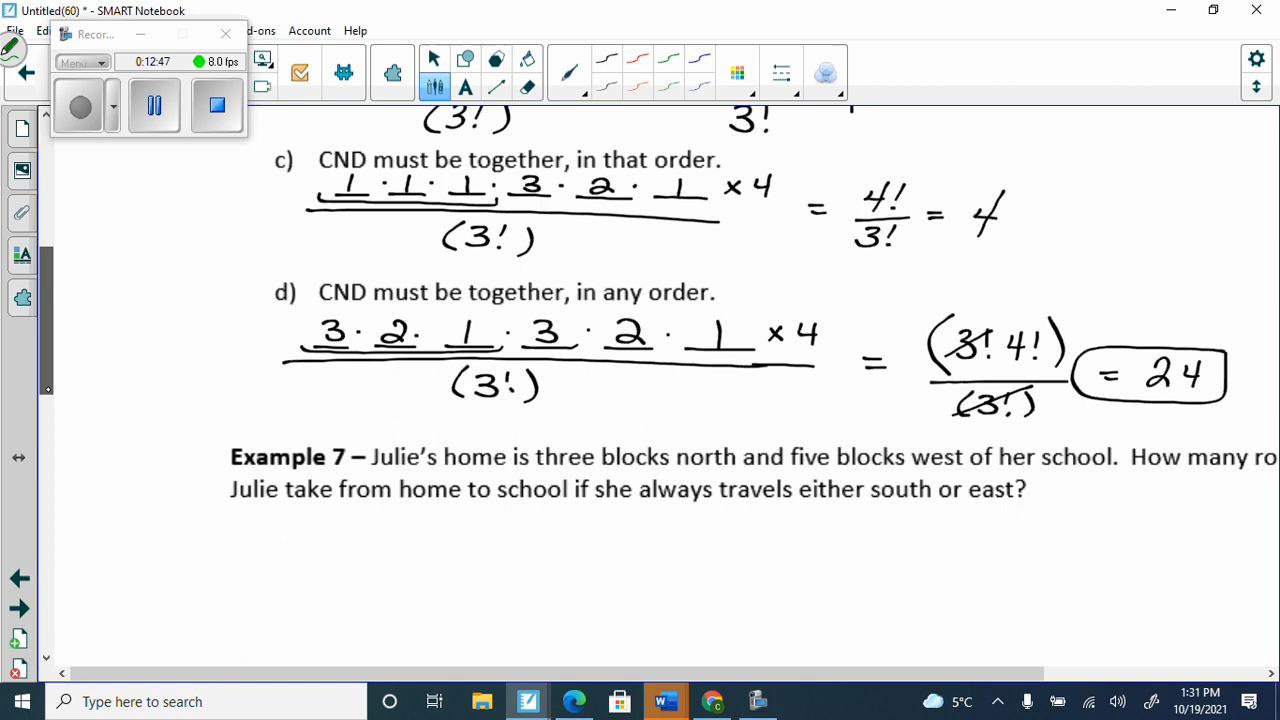 Untitled(60) * - SMART Notebook
File
Account Help
Recor...
Menu
0:12:47 8.0 fps
(3!) 3!
c) CND must be together, in that order.
1 · 1 · 1 · 3 · 2 · 1 × 4
(3!)
= 4!/3! = 4
d) CND must be together, in any order.
3 · 2 · 1 · 3 · 2 · 1 × 4
(3!)
= (3! 4!)/(3!) = 24
Example 7 – Julie's home is three blocks north and five blocks west of her school. How many ro
Julie take from home to school if she always travels either south or east?
Type here to search
5°C
1:31 PM
10/19/2021